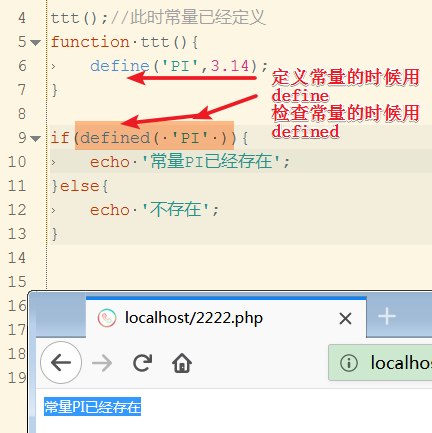 4 ttt();//此时常量已经定义
5 function ttt(){
6 define('PI',3.14);
7 }
8
9 if(defined( 'PI' )){
10 echo '常量PI已经存在';
11 }else{
12 echo '不存在';
13 }
14
15
16
17
18
19
定义常量的时候用
define
检查常量的时候用
defined
localhost/2222.php
localhos
常量PI已经存在